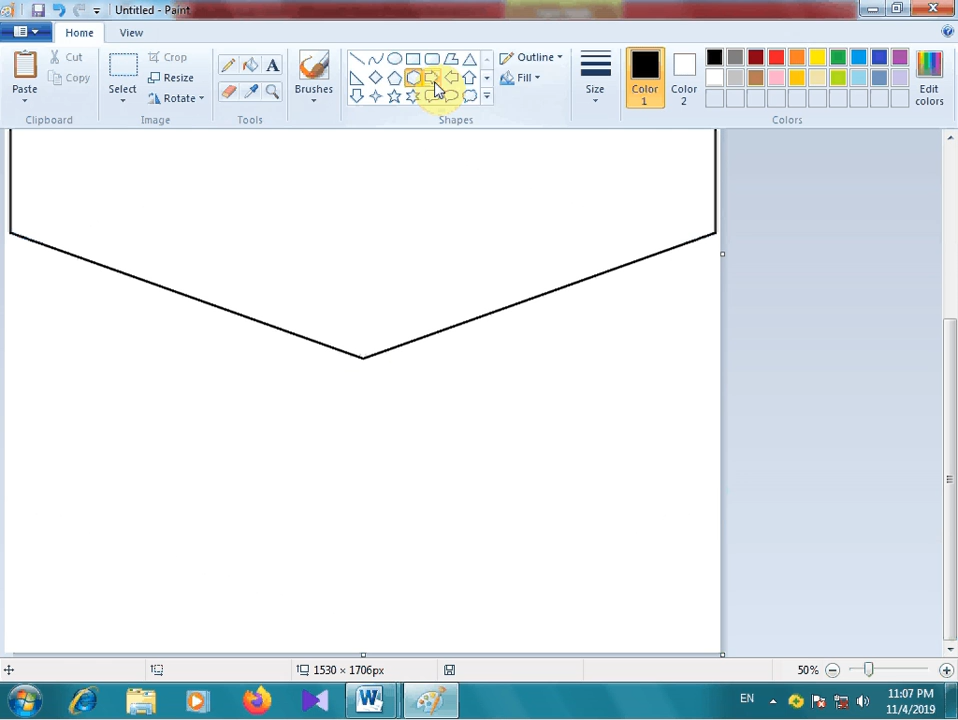 Untitled - Paint
Home View
Paste
Cut
Copy
Clipboard
Select
Crop
Resize
Rotate
Image
A
Tools
Brushes
Outline
Fill
Shapes
Size
Color 1
Color 2
Edit colors
Colors
1530 × 1706px
50%
W
EN
11:07 PM
11/4/2019